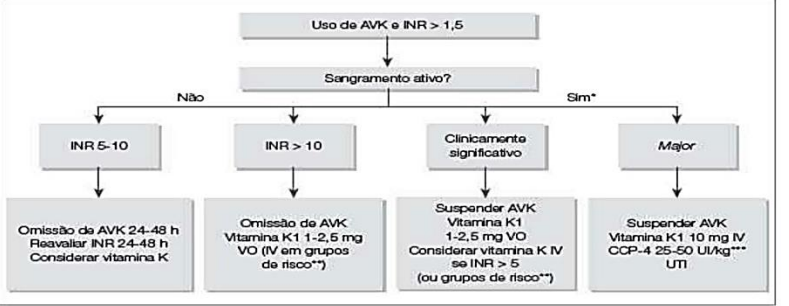 Uso de AVK e INR > 1,5
Sangramento ativo?
Não
Sim*
INR 5-10
INR > 10
Clinicamente
significativo
Major
Omissão de AVK 24-48 h
Reavaliar INR 24-48 h
Considerar vitamina K
Omissão de AVK
Vitamina K1 1-2,5 mg
VO (IV em grupos
de risco**)
Suspender AVK
Vitamina K1
1-2,5 mg VO
Considerar vitamina K IV
se INR > 5
(ou grupos de risco**)
Suspender AVK
Vitamina K1 10 mg IV
CCP-4 25-50 UI/kg***
UTI